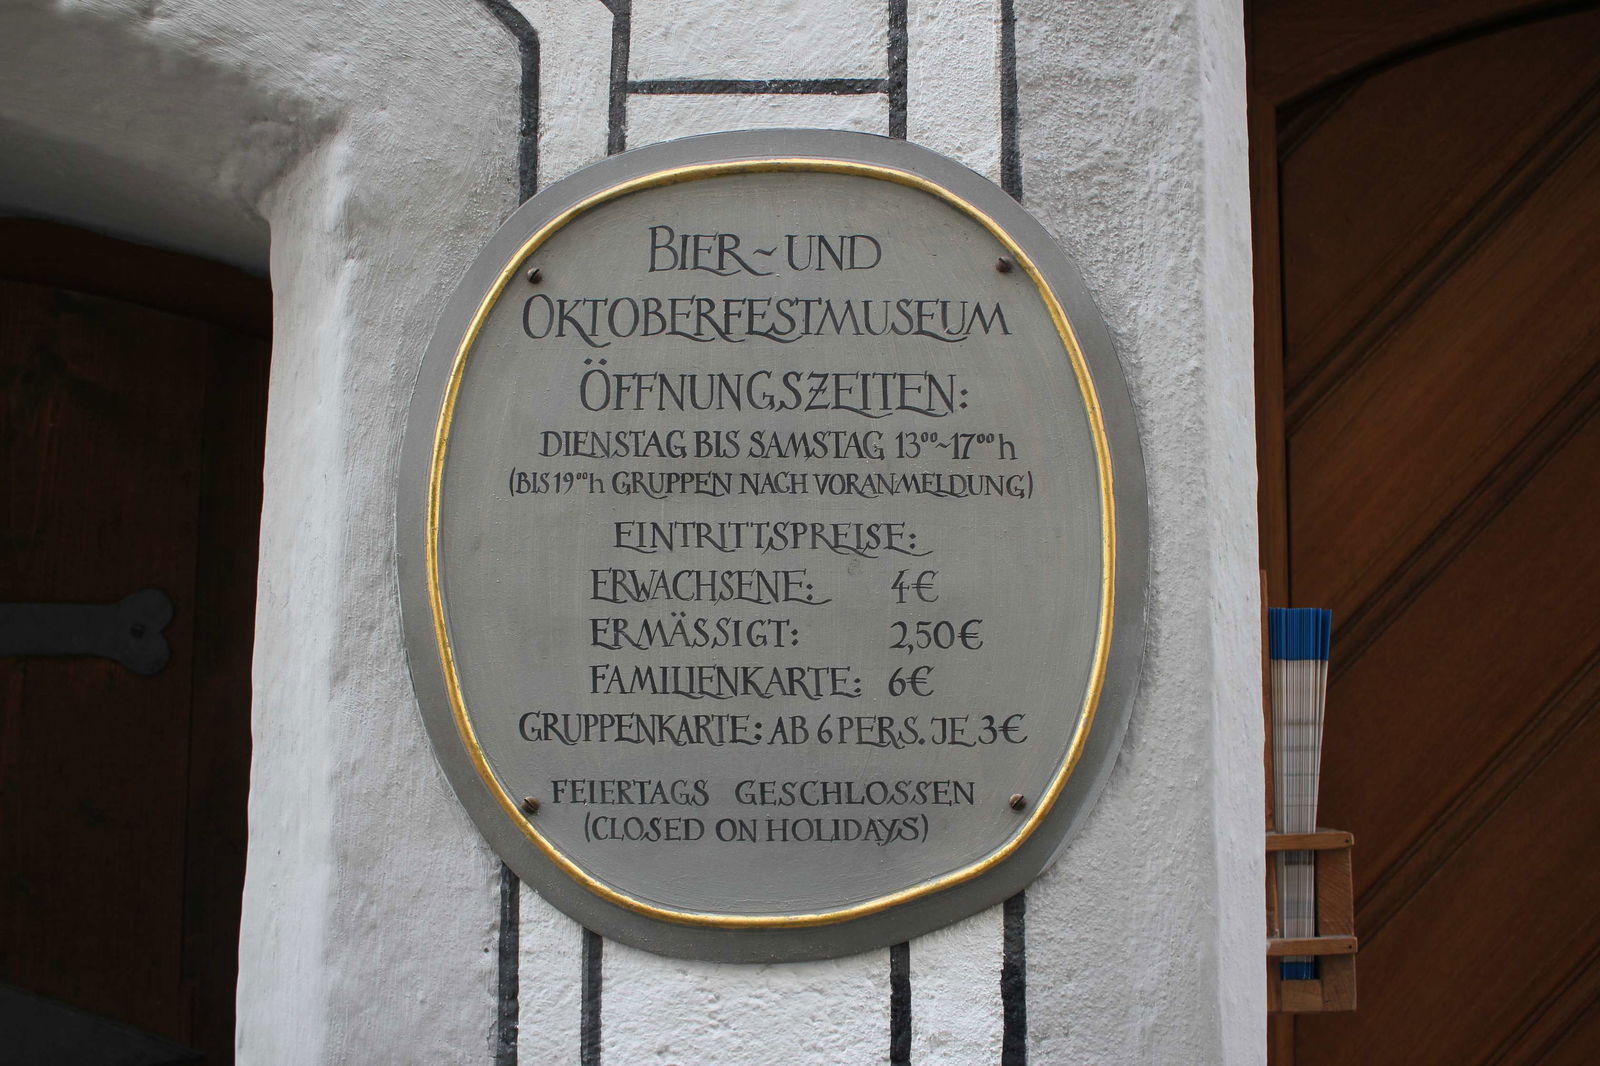 BIER~UND
OKTOBERFESTMUSEUM
ÖFFNUNGSZEITEN:
DIENSTAG BIS SAMSTAG 13⁰⁰~17⁰⁰ h
(BIS 19⁰⁰h GRUPPEN NACH VORANMELDUNG)
EINTRITTSPREISE:
ERWACHSENE: 4€
ERMÄSSIGT: 2,50€
FAMILIENKARTE: 6€
GRUPPENKARTE: AB 6 PERS. JE 3€
FEIERTAGS GESCHLOSSEN
(CLOSED ON HOLIDAYS)